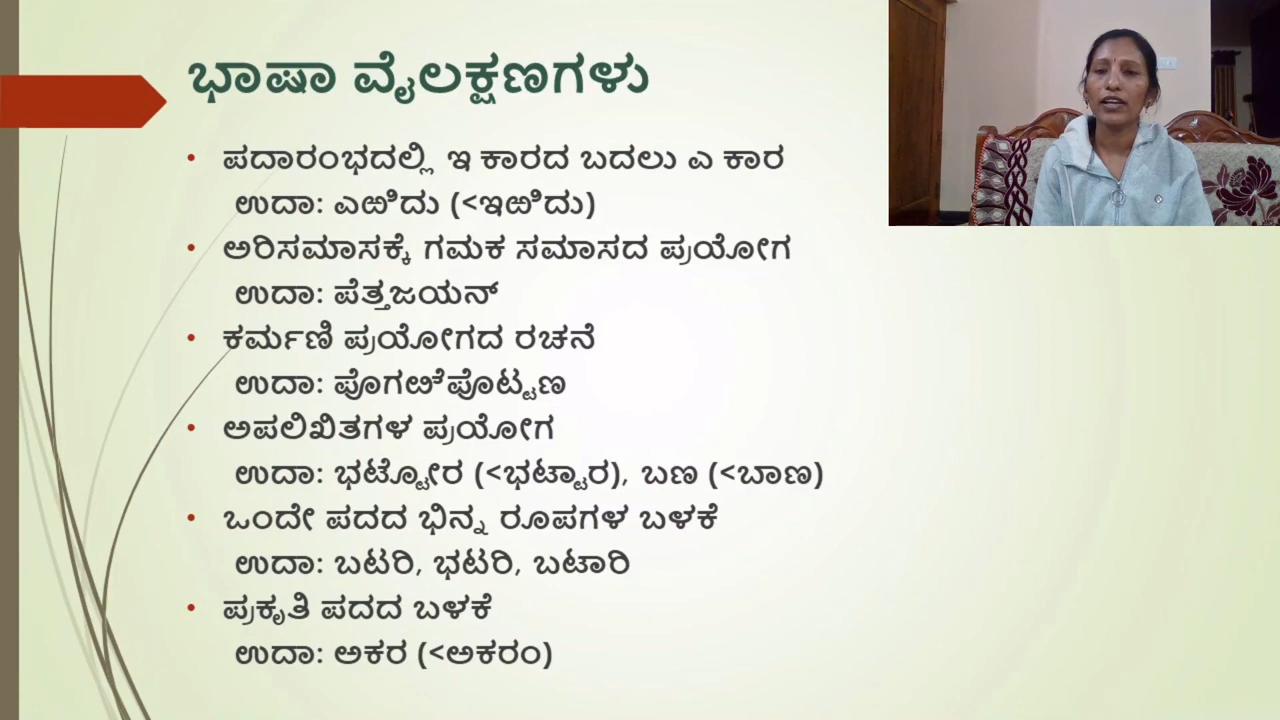 ಭಾಷಾ ವೈಲಕ್ಷಣಗಳು
• ಪದಾರಂಭದಲ್ಲಿ ಇ ಕಾರದ ಬದಲು ಎ ಕಾರ
ಉದಾ: ಎಱಿದು (<ಇಱಿದು)
• ಅರಿಸಮಾಸಕ್ಕೆ ಗಮಕ ಸಮಾಸದ ಪ್ರಯೋಗ
ಉದಾ: ಪೆತ್ತಜಯನ್
• ಕರ್ಮಣಿ ಪ್ರಯೋಗದ ರಚನೆ
ಉದಾ: ಪೊಗೞೆಪೊಟ್ಟಣ
• ಅಪಲಿಖಿತಗಳ ಪ್ರಯೋಗ
ಉದಾ: ಭಟ್ಟೋರ (<ಭಟ್ಟಾರ), ಬಣ (<ಬಾಣ)
• ಒಂದೇ ಪದದ ಭಿನ್ನ ರೂಪಗಳ ಬಳಕೆ
ಉದಾ: ಬಟರಿ, ಭಟರಿ, ಬಟಾರಿ
• ಪ್ರಕೃತಿ ಪದದ ಬಳಕೆ
ಉದಾ: ಅಕರ (<ಅಕರಂ)